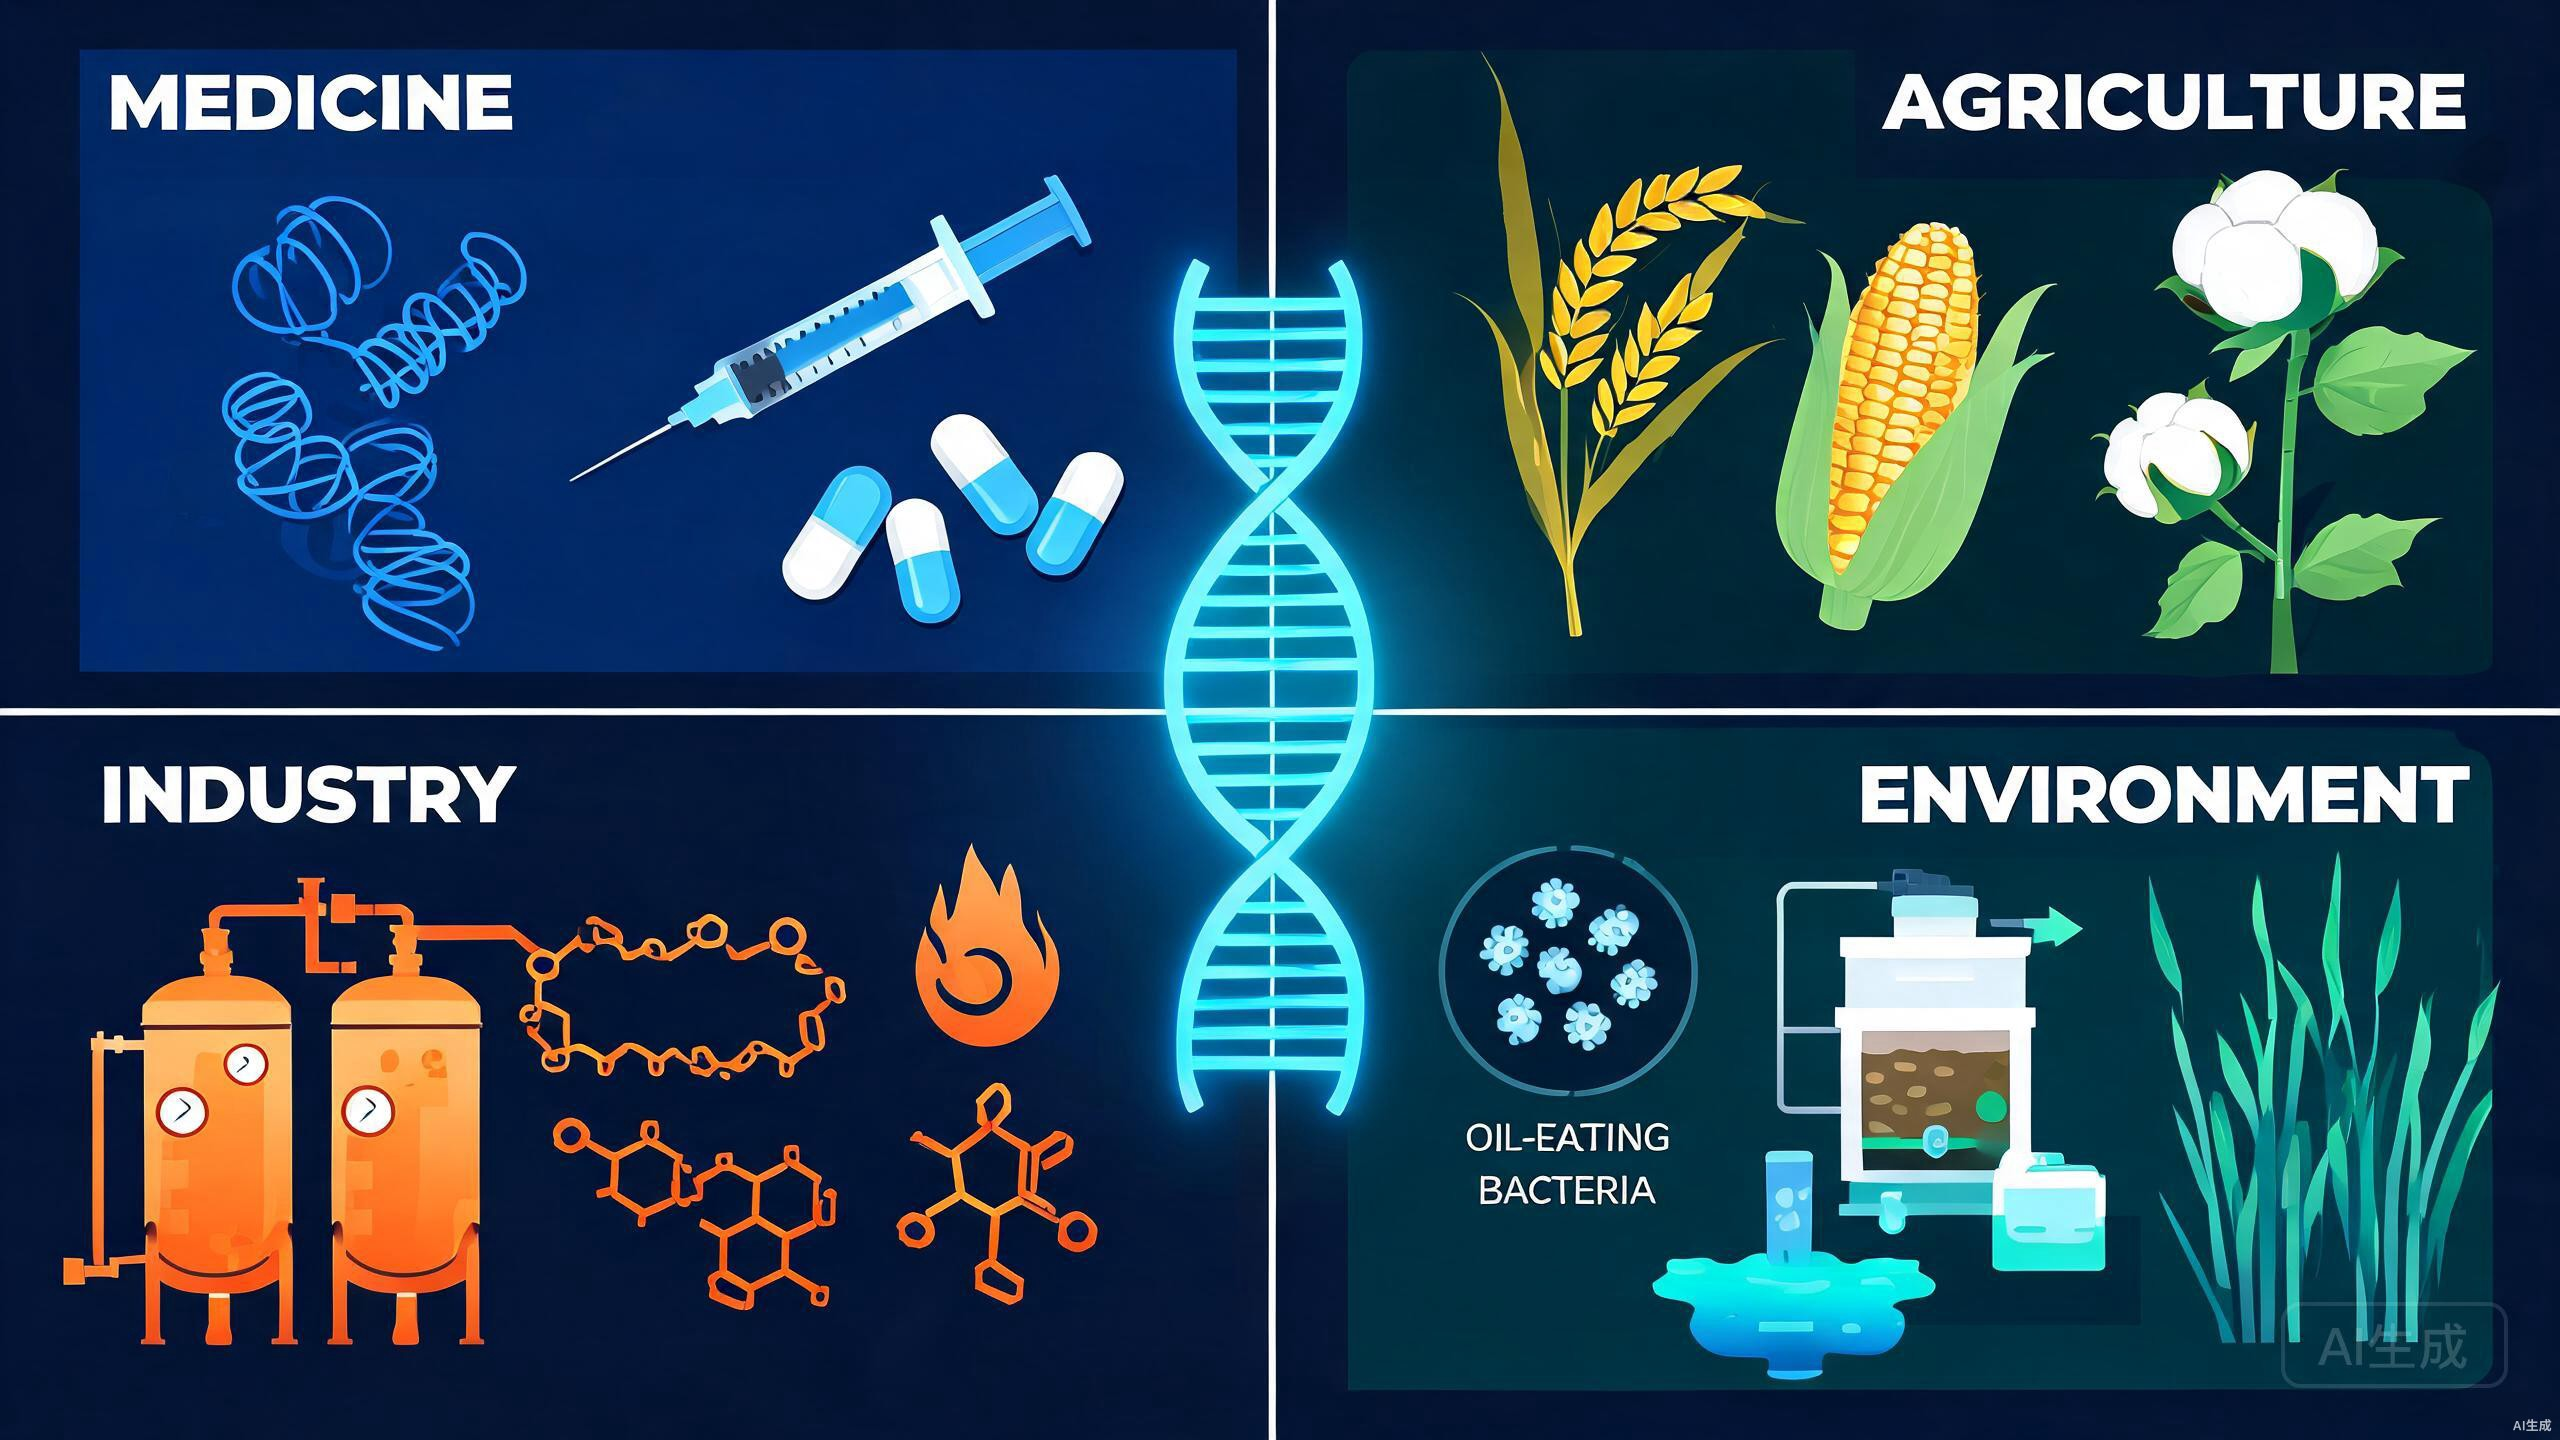 MEDICINE
AGRICULTURE
INDUSTRY
ENVIRONMENT
OIL-EATING
BACTERIA
AI生成
AI生成